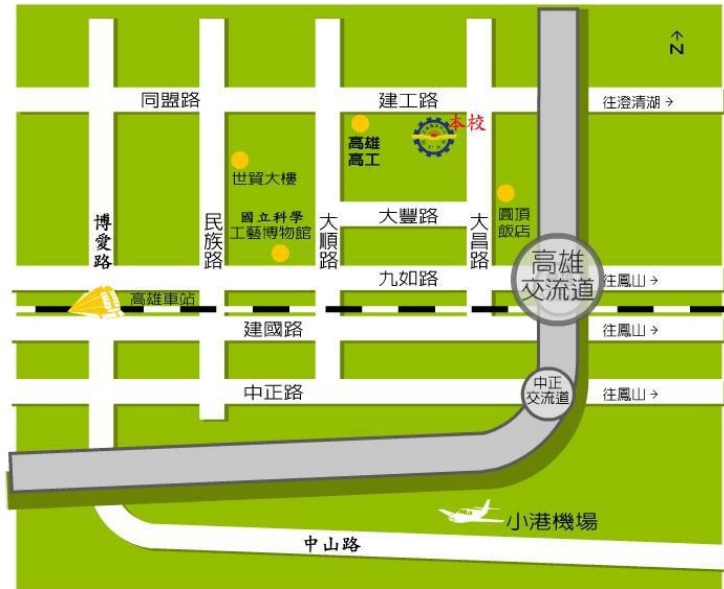 N
同盟路
建工路
往澄清湖
本校
高雄
高工
世貿大樓
圓頂
飯店
博愛路
民族路
國立科學
工藝博物館
大順路
大豐路
大昌路
九如路
高雄
交流道
往鳳山
高雄車站
建國路
往鳳山
中正路
中正
交流道
往鳳山
小港機場
中山路